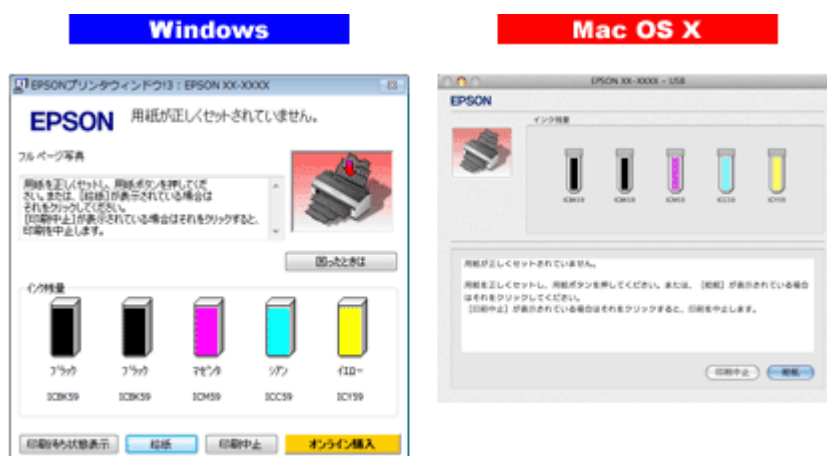 Windows
Mac OS X
EPSONプリンタウィンドウ!3 : EPSON XX-XXXX
EPSON
用紙が正しくセットされていません。
フルページ写真
用紙を正しくセットし、用紙ボタンを押してくだ
さい。または、[給紙]が表示されている場合は
それをクリックしてください。
[印刷中止]が表示されている場合はそれをクリックすると、
印刷を中止します。
困ったときは
インク残量
ブラック
ブラック
マゼンタ
シアン
イエロー
ICBK59
ICBK59
ICM59
ICC59
ICY59
印刷待ち状態表示
給紙
印刷中止
オンライン購入
EPSON XX-XXXX - USB
EPSON
インク残量
ICBK59
ICBK59
ICM59
ICC59
ICY59
用紙が正しくセットされていません。
用紙を正しくセットし、用紙ボタンを押してください。または、[給紙] が表示されている場合
はそれをクリックしてください。
[印刷中止] が表示されている場合はそれをクリックすると、印刷を中止します。
印刷中止
給紙